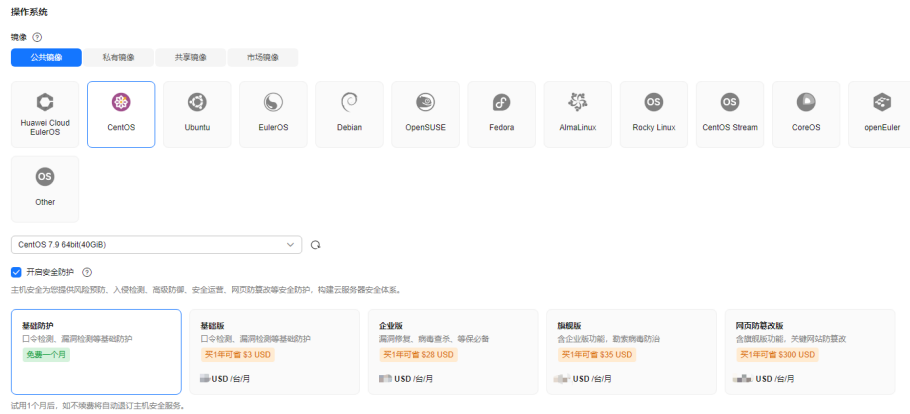 操作系统
镜像 ?
公共镜像 私有镜像 共享镜像 市场镜像
Huawei Cloud EulerOS
CentOS
Ubuntu
EulerOS
Debian
OpenSUSE
Fedora
AlmaLinux
OS
Rocky Linux
OS
CentOS Stream
CoreOS
openEuler
OS
Other
CentOS 7.9 64bit(40GiB)
开启安全防护 ?
主机安全为您提供风险预防、入侵检测、高级防御、安全运营、网页防篡改等安全防护，构建云服务器安全体系。
基础防护
口令检测、漏洞检测等基础防护
免费一个月
基础版
口令检测、漏洞检测等基础防护
买1年可省 $3 USD
USD /台/月
企业版
漏洞修复、病毒查杀、等保必备
买1年可省 $28 USD
USD /台/月
旗舰版
含企业版功能，勒索病毒防治
买1年可省 $35 USD
USD /台/月
网页防篡改版
含旗舰版功能，关键网站防篡改
买1年可省 $300 USD
USD /台/月
试用1个月后，如不续费将自动退订主机安全服务。